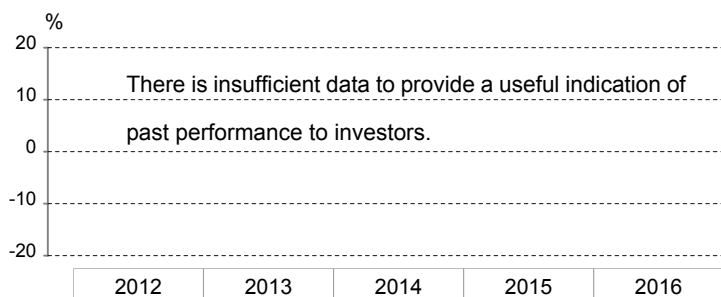 %
20
There is insufficient data to provide a useful indication of
10
past performance to investors.
0
-10
-20
2012 2013 2014 2015 2016